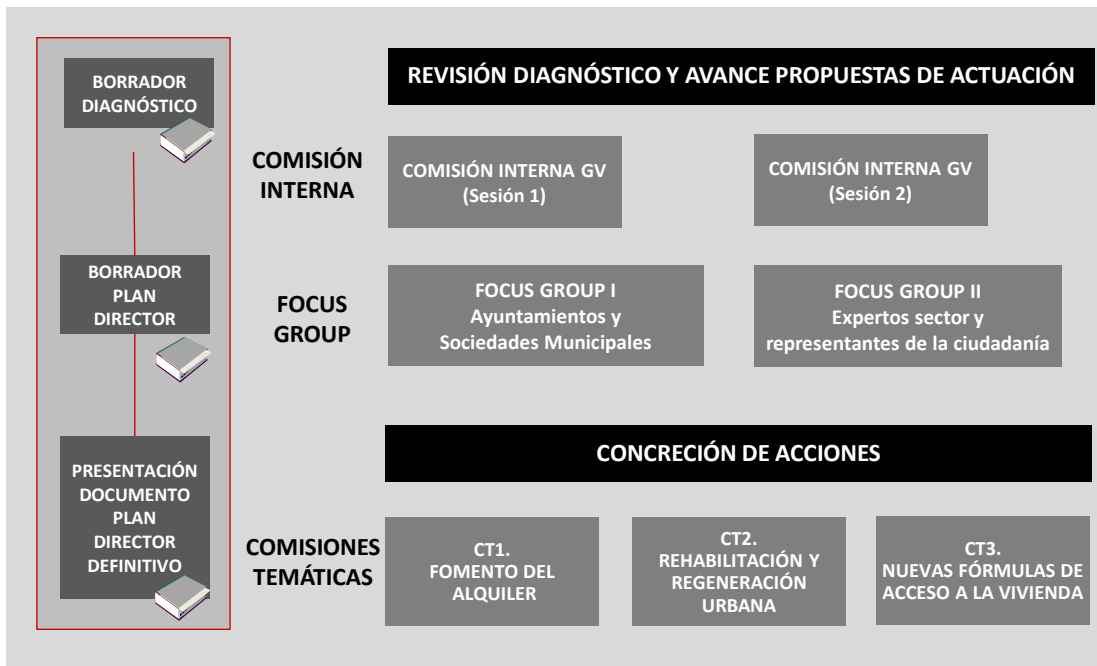 BORRADOR
DIAGNÓSTICO
BORRADOR
PLAN
DIRECTOR
PRESENTACIÓN
DOCUMENTO
PLAN
DIRECTOR
DEFINITIVO
REVISIÓN DIAGNÓSTICO Y AVANCE PROPUESTAS DE ACTUACIÓN
COMISIÓN
INTERNA
COMISIÓN INTERNA GV
(Sesión 1)
COMISIÓN INTERNA GV
(Sesión 2)
FOCUS
GROUP
FOCUS GROUP I
Ayuntamientos y
Sociedades Municipales
FOCUS GROUP II
Expertos sector y
representantes de la ciudadanía
CONCRECIÓN DE ACCIONES
COMISIONES
TEMÁTICAS
CT1.
FOMENTO DEL
ALQUILER
CT2.
REHABILITACIÓN Y
REGENERACIÓN
URBANA
CT3.
NUEVAS FÓRMULAS DE
ACCESO A LA VIVIENDA